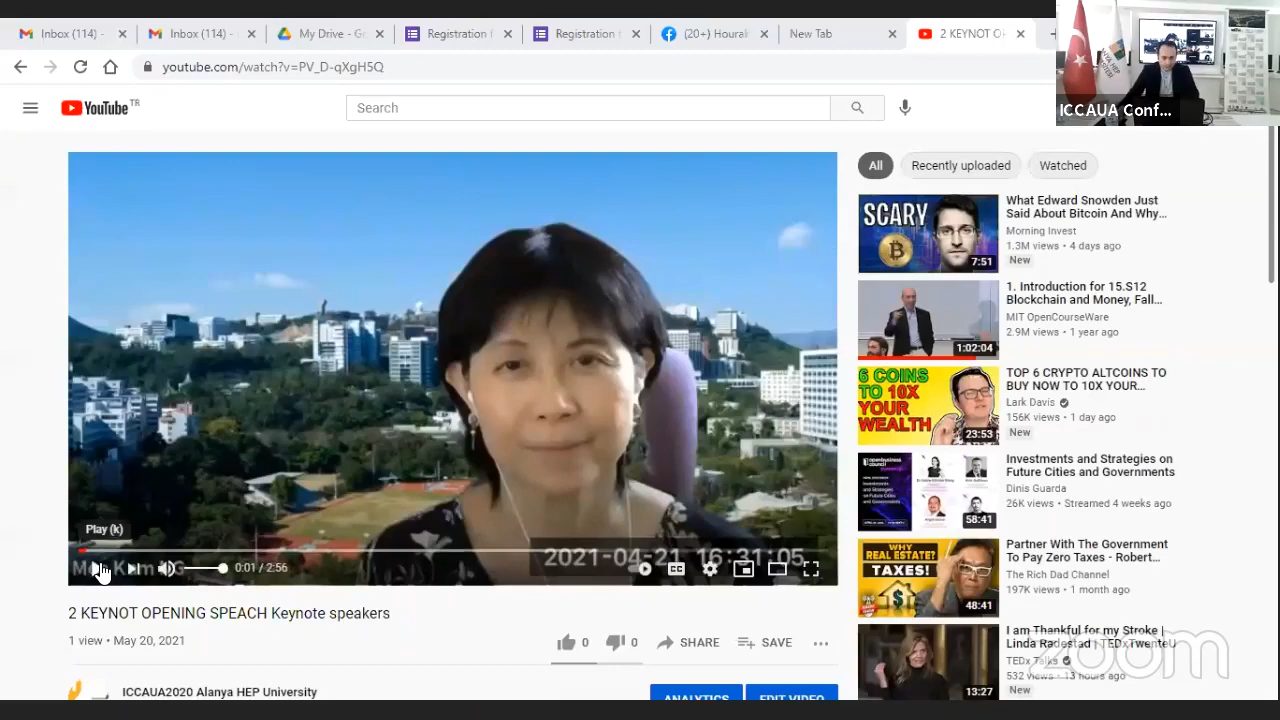 Inbox (114) -
Inbox (114) -
My Drive - G
Registration
Registration
(20+) Home
New Tab
2 KEYNOT O
youtube.com/watch?v=PV_D-qXgHzQ
YouTube TR
Search
ICCAUA Conf...
All
Recently uploaded
Watched
SCARY
7:51
What Edward Snowden Just
Said About Bitcoin And Why...
Morning Invest
1.3M views • 4 days ago
New
1:02:04
1. Introduction for 15.S12
Blockchain and Money, Fall...
MIT OpenCourseWare
2.9M views • 1 year ago
6 COINS
TO 10X
YOUR
WEALTH
23:53
TOP 6 CRYPTO ALTCOINS TO
BUY NOW TO 10X YOUR...
Lark Davis
156K views • 1 day ago
New
58:41
Investments and Strategies on
Future Cities and Governments
Dinis Guarda
26K views • Streamed 4 weeks ago
WHY
REAL ESTATE?
TAXES!
48:41
Partner With The Government
To Pay Zero Taxes - Robert...
The Rich Dad Channel
197K views • 1 month ago
13:27
I am Thankful for my Stroke |
Linda Radestad | TEDxTwenteU
TEDx Talks
532 views • 13 hours ago
New
Play (k)
2021-04-21 16:31:05
0:01 / 2:56
CC
2 KEYNOT OPENING SPEACH Keynote speakers
1 view • May 20, 2021
0
0
SHARE
SAVE
ICCAUA2020 Alanya HEP University
ANALYTICS
EDIT VIDEO
zoom